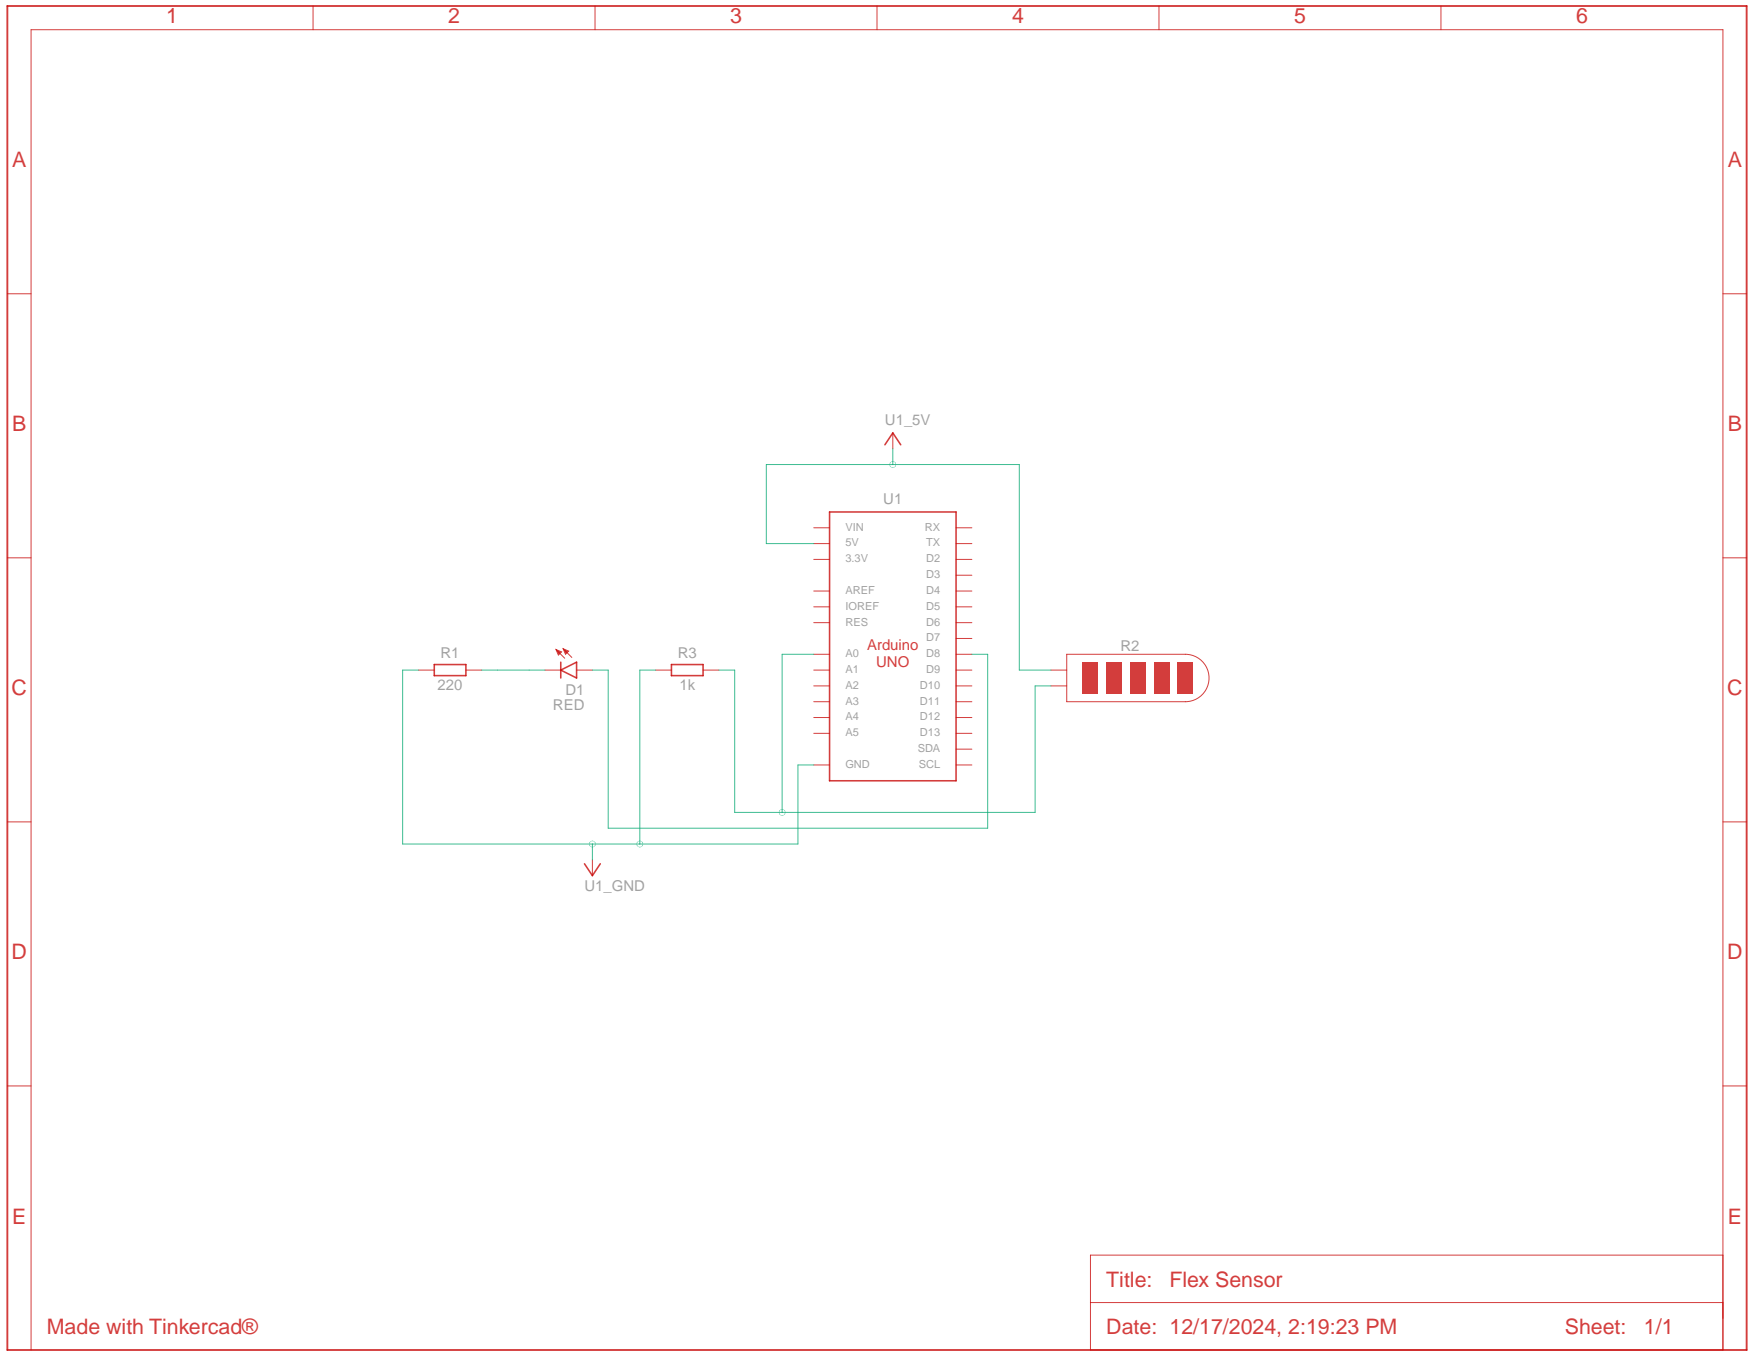 1 2 3 4 5 6
A A
B B
U1_5V
U1
VIN RX
5V TX
3.3V D2
D3
AREF D4
IOREF D5
RES D6
D7
Arduino
UNO
A0 D8
A1 D9
A2 D10
A3 D11
A4 D12
A5 D13
SDA
GND SCL
R1
220
D1
RED
R3
1k
R2
C C
U1_GND
D D
E E
Title: Flex Sensor
Made with Tinkercad®
Date: 12/17/2024, 2:19:23 PM Sheet: 1/1